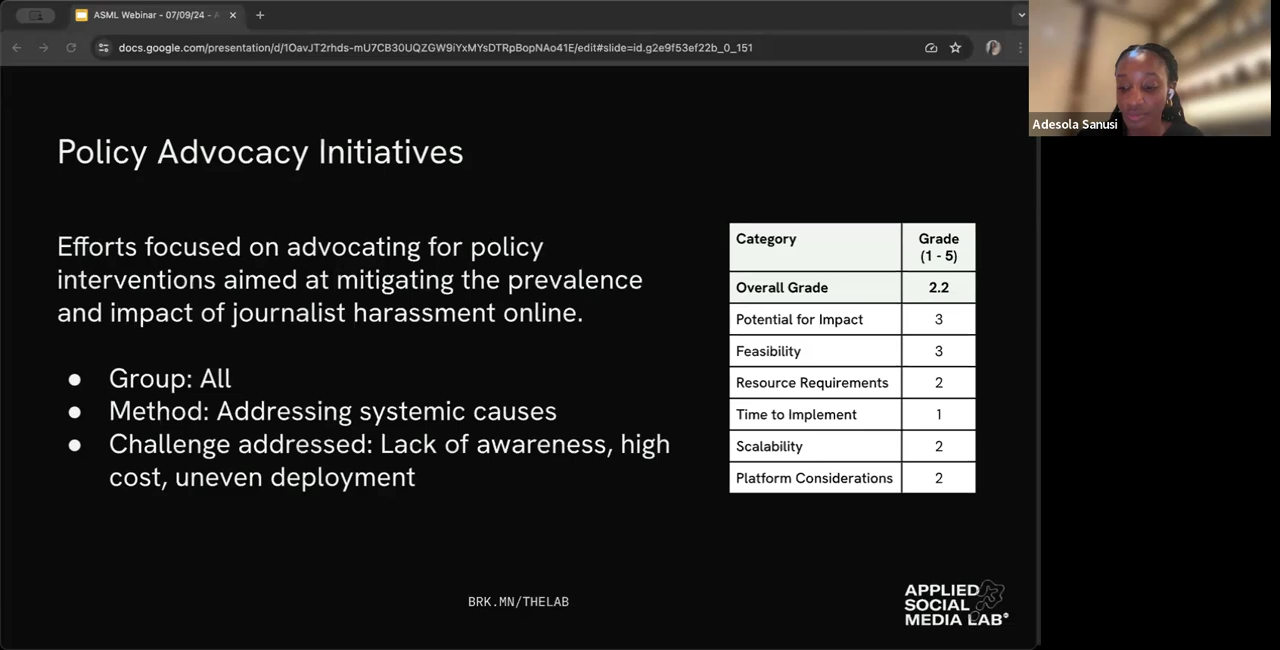 ASML Webinar - 07/09/24 - A
docs.google.com/presentation/d/1OavJT2rhds-mU7CB30UQZGW9iYxMYsDTRpBopNAo41E/edit#slide=id.g2e9f53ef22b_0_151
Adesola Sanusi
Policy Advocacy Initiatives
Efforts focused on advocating for policy
interventions aimed at mitigating the prevalence
and impact of journalist harassment online.
● Group: All
● Method: Addressing systemic causes
● Challenge addressed: Lack of awareness, high
cost, uneven deployment
Category Grade
(1 - 5)
Overall Grade 2.2
Potential for Impact 3
Feasibility 3
Resource Requirements 2
Time to Implement 1
Scalability 2
Platform Considerations 2
BRK.MN/THELAB
APPLIED
SOCIAL
MEDIA LAB